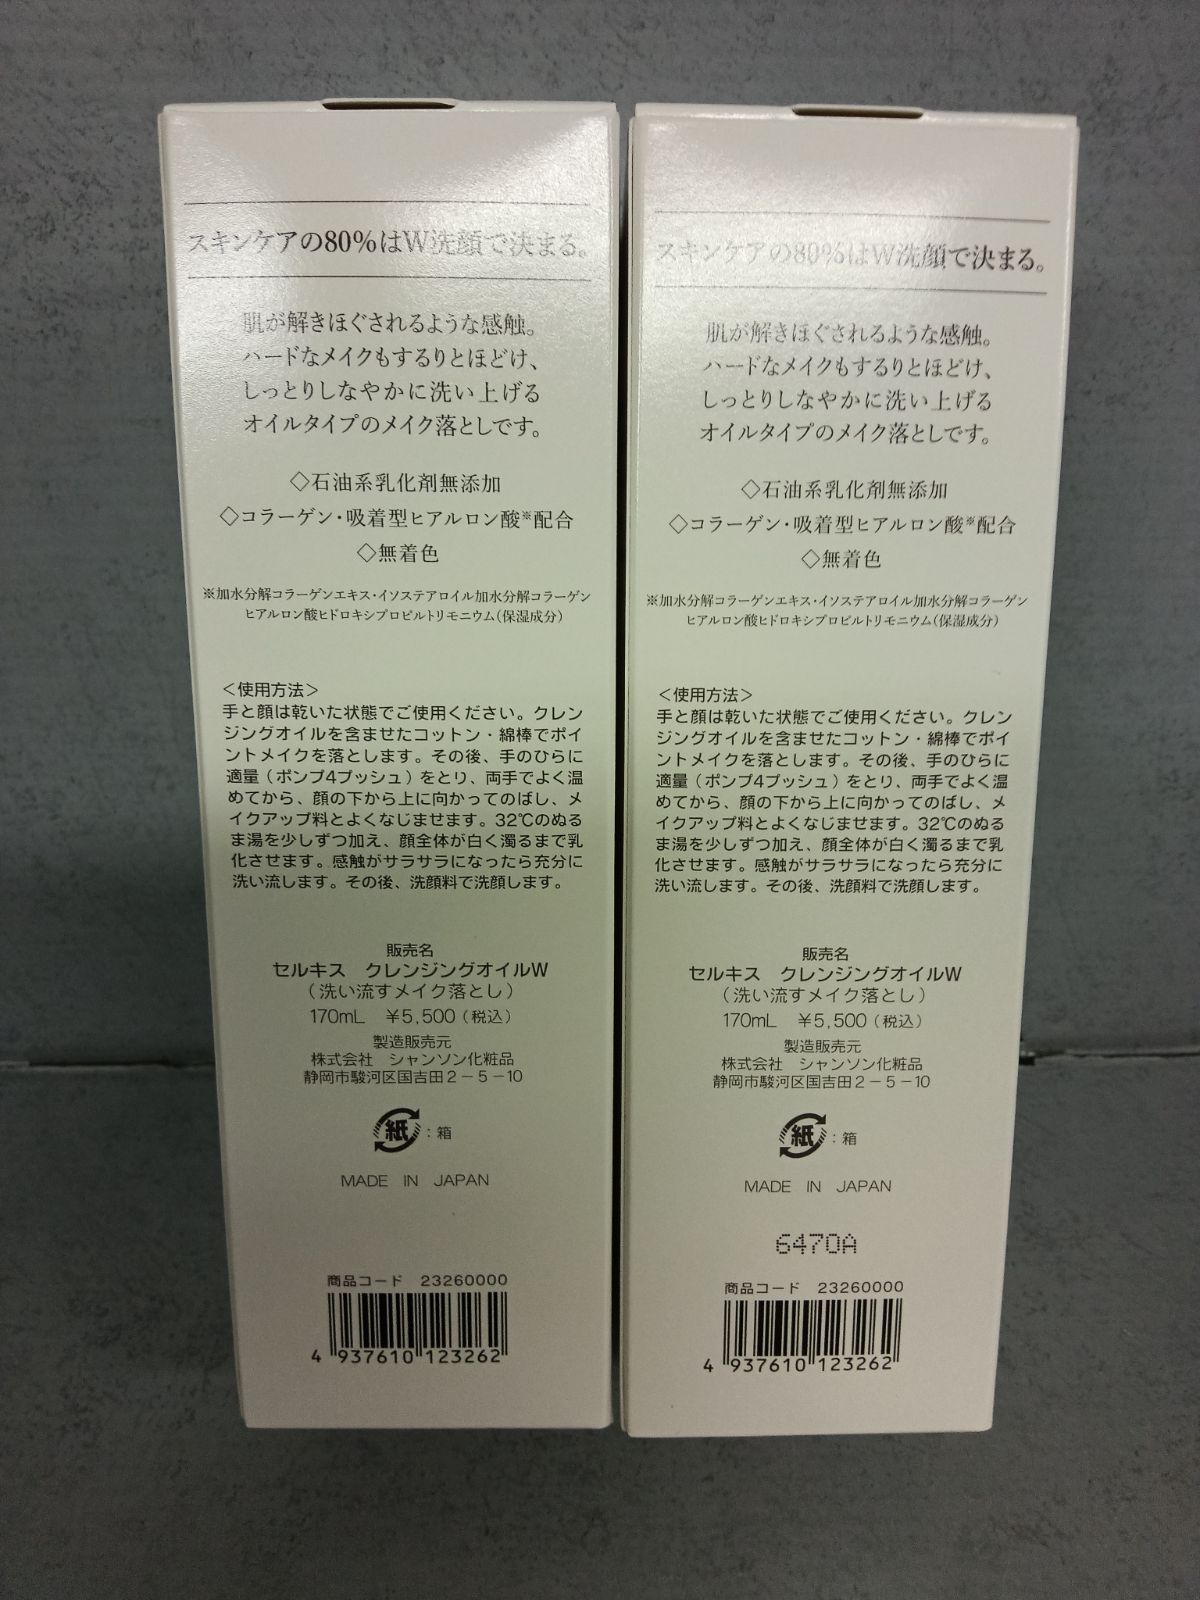 スキンケアの80%はW洗顔で決まる。
肌が解きほぐされるような感触。
ハードなメイクもするりとほどけ、
しっとりしなやかに洗い上げる
オイルタイプのメイク落としです。
◇石油系乳化剤無添加
◇コラーゲン・吸着型ヒアルロン酸※配合
◇無着色
※加水分解コラーゲンエキス・イソステアロイル加水分解コラーゲン
ヒアルロン酸ヒドロキシプロピルトリモニウム(保湿成分)
＜使用方法＞
手と顔は乾いた状態でご使用ください。クレン
ジングオイルを含ませたコットン・綿棒でポイ
ントメイクを落とします。その後、手のひらに
適量（ポンプ4プッシュ）をとり、両手でよく温
めてから、顔の下から上に向かってのばし、メ
イクアップ料とよくなじませます。32℃のぬる
ま湯を少しずつ加え、顔全体が白く濁るまで乳
化させます。感触がサラサラになったら充分に
洗い流します。その後、洗顔料で洗顔します。
販売名
セルキス　クレンジングオイルW
（洗い流すメイク落とし）
170mL　¥5,500（税込）
製造販売元
株式会社　シャンソン化粧品
静岡市駿河区国吉田2－5－10
紙：箱
MADE IN JAPAN
商品コード　23260000
4 937610 123262
スキンケアの80%はW洗顔で決まる。
肌が解きほぐされるような感触。
ハードなメイクもするりとほどけ、
しっとりしなやかに洗い上げる
オイルタイプのメイク落としです。
◇石油系乳化剤無添加
◇コラーゲン・吸着型ヒアルロン酸※配合
◇無着色
※加水分解コラーゲンエキス・イソステアロイル加水分解コラーゲン
ヒアルロン酸ヒドロキシプロピルトリモニウム(保湿成分)
＜使用方法＞
手と顔は乾いた状態でご使用ください。クレン
ジングオイルを含ませたコットン・綿棒でポイ
ントメイクを落とします。その後、手のひらに
適量（ポンプ4プッシュ）をとり、両手でよく温
めてから、顔の下から上に向かってのばし、メ
イクアップ料とよくなじませます。32℃のぬる
ま湯を少しずつ加え、顔全体が白く濁るまで乳
化させます。感触がサラサラになったら充分に
洗い流します。その後、洗顔料で洗顔します。
販売名
セルキス　クレンジングオイルW
（洗い流すメイク落とし）
170mL　¥5,500（税込）
製造販売元
株式会社　シャンソン化粧品
静岡市駿河区国吉田2－5－10
紙：箱
MADE IN JAPAN
6470A
商品コード　23260000
4 937610 123262